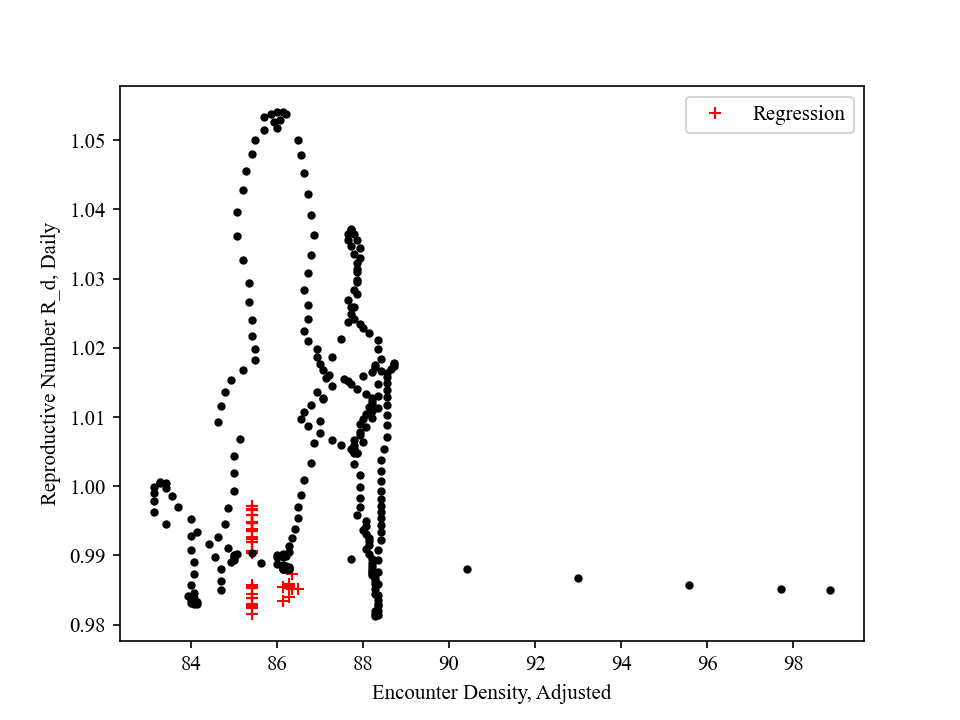 Regression
1.05
1.04
1.03
1.02
1.01
1.00
0.99
0.98
Reproductive Number R_d, Daily
84 86 88 90 92 94 96 98
Encounter Density, Adjusted